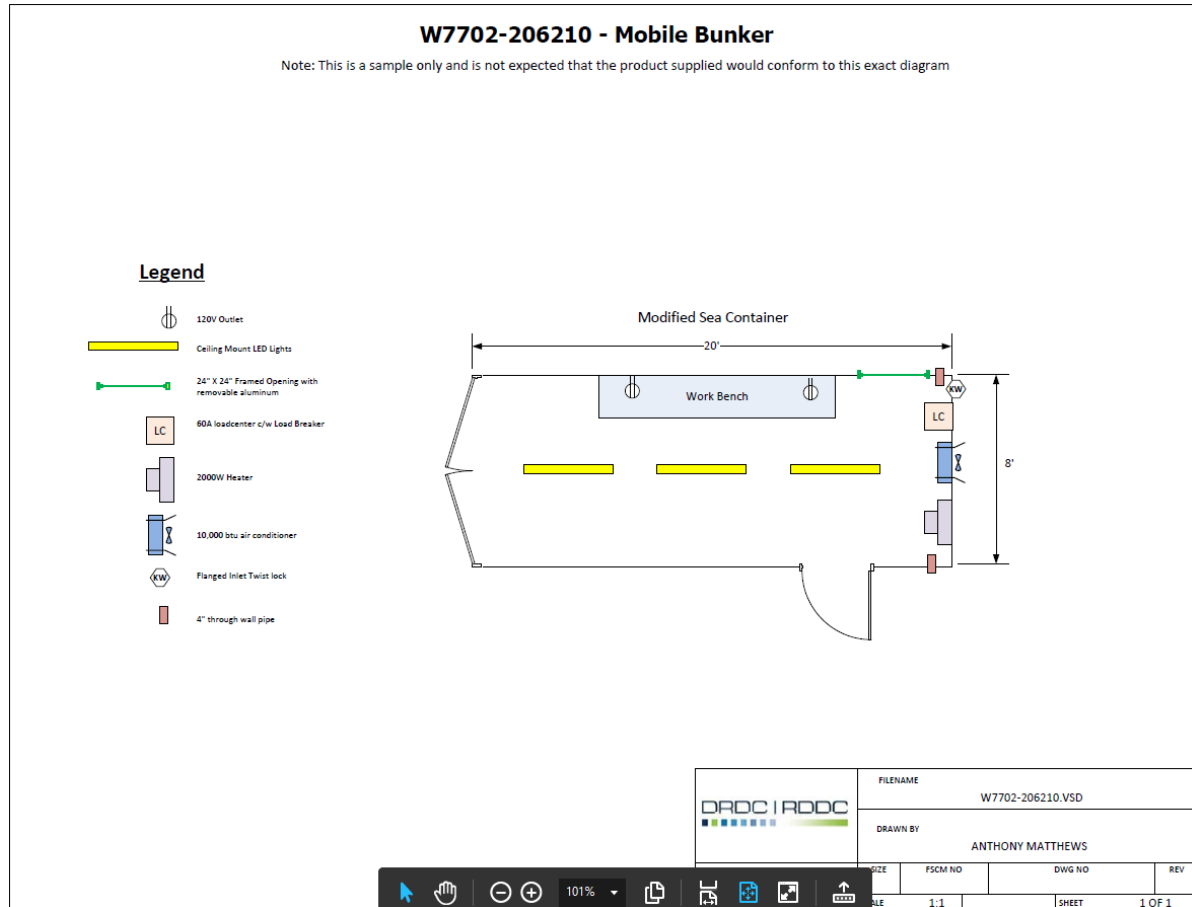 W7702-206210 - Mobile Bunker
Note: This is a sample only and is not expected that the product supplied would conform to this exact diagram
Legend
120V Outlet
Ceiling Mount LED Lights
24" X 24" Framed Opening with
removable aluminum
LC
60A loadcenter c/w Load Breaker
2000W Heater
10,000 btu air conditioner
KW
Flanged Inlet Twist lock
4" through wall pipe
Modified Sea Container
20'
Work Bench
KW
LC
8'
DRDC | RDDC
FILENAME
W7702-206210.VSD
DRAWN BY
ANTHONY MATTHEWS
SIZE FSCM NO DWG NO REV
ALE 1:1 SHEET 1 OF 1
101%